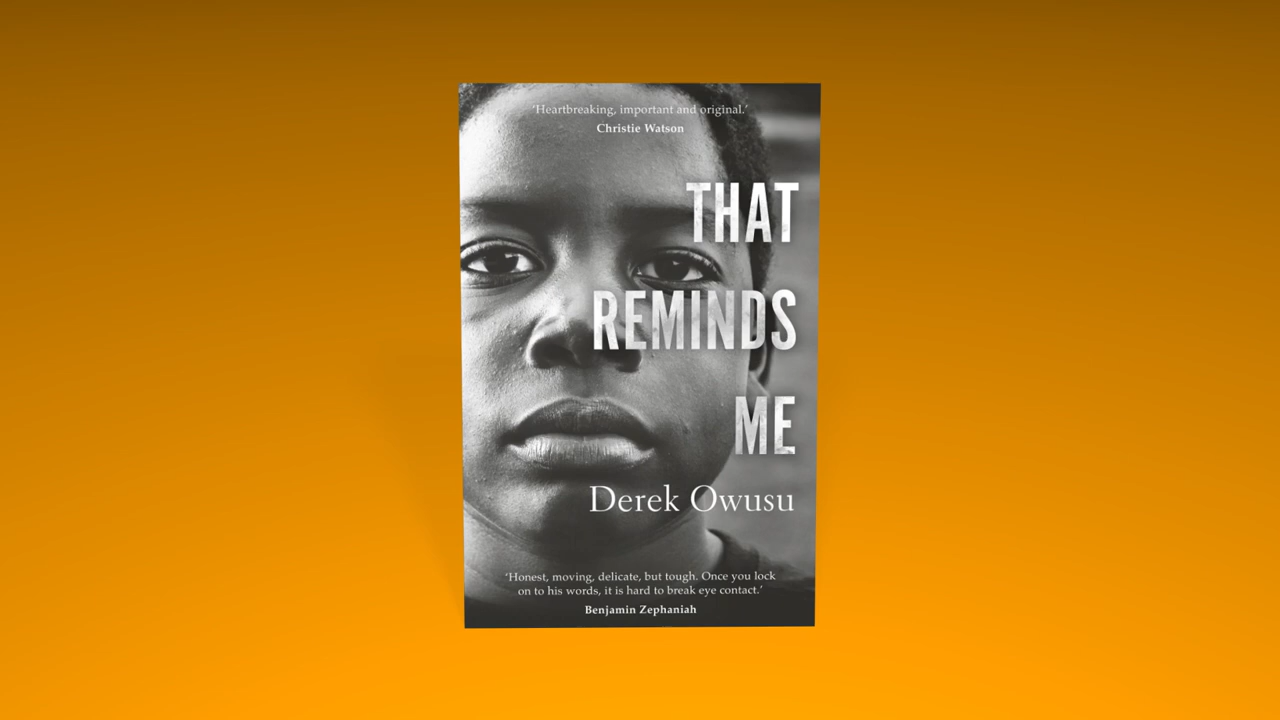 ‘Heartbreaking, important and original.’
Christie Watson
THAT
REMINDS
ME
Derek Owusu
‘Honest, moving, delicate, but tough. Once you lock
on to his words, it is hard to break eye contact.’
Benjamin Zephaniah